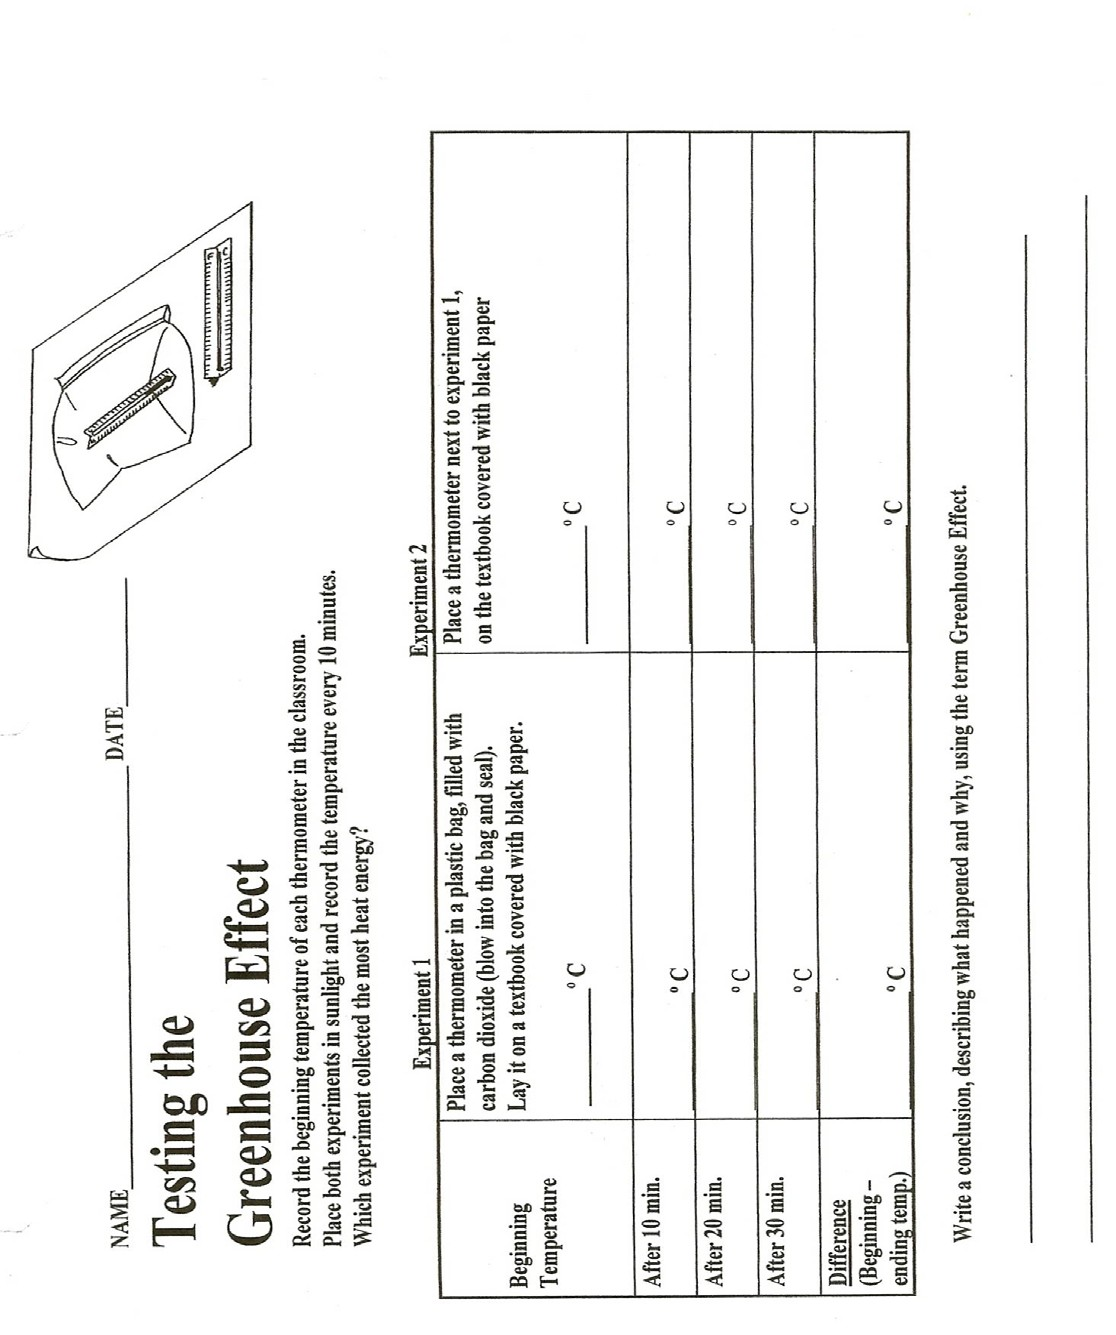 NAME DATE
Testing the
Greenhouse Effect
Record the beginning temperature of each thermometer in the classroom.
Place both experiments in sunlight and record the temperature every 10 minutes.
Which experiment collected the most heat energy?
Experiment 1 Experiment 2
Beginning
Temperature
Place a thermometer in a plastic bag, filled with
carbon dioxide (blow into the bag and seal).
Lay it on a textbook covered with black paper.
° C
Place a thermometer next to experiment 1,
on the textbook covered with black paper
° C
After 10 min. ° C ° C
After 20 min. ° C ° C
After 30 min. ° C ° C
Difference
(Beginning –
ending temp.) ° C ° C
Write a conclusion, describing what happened and why, using the term Greenhouse Effect.